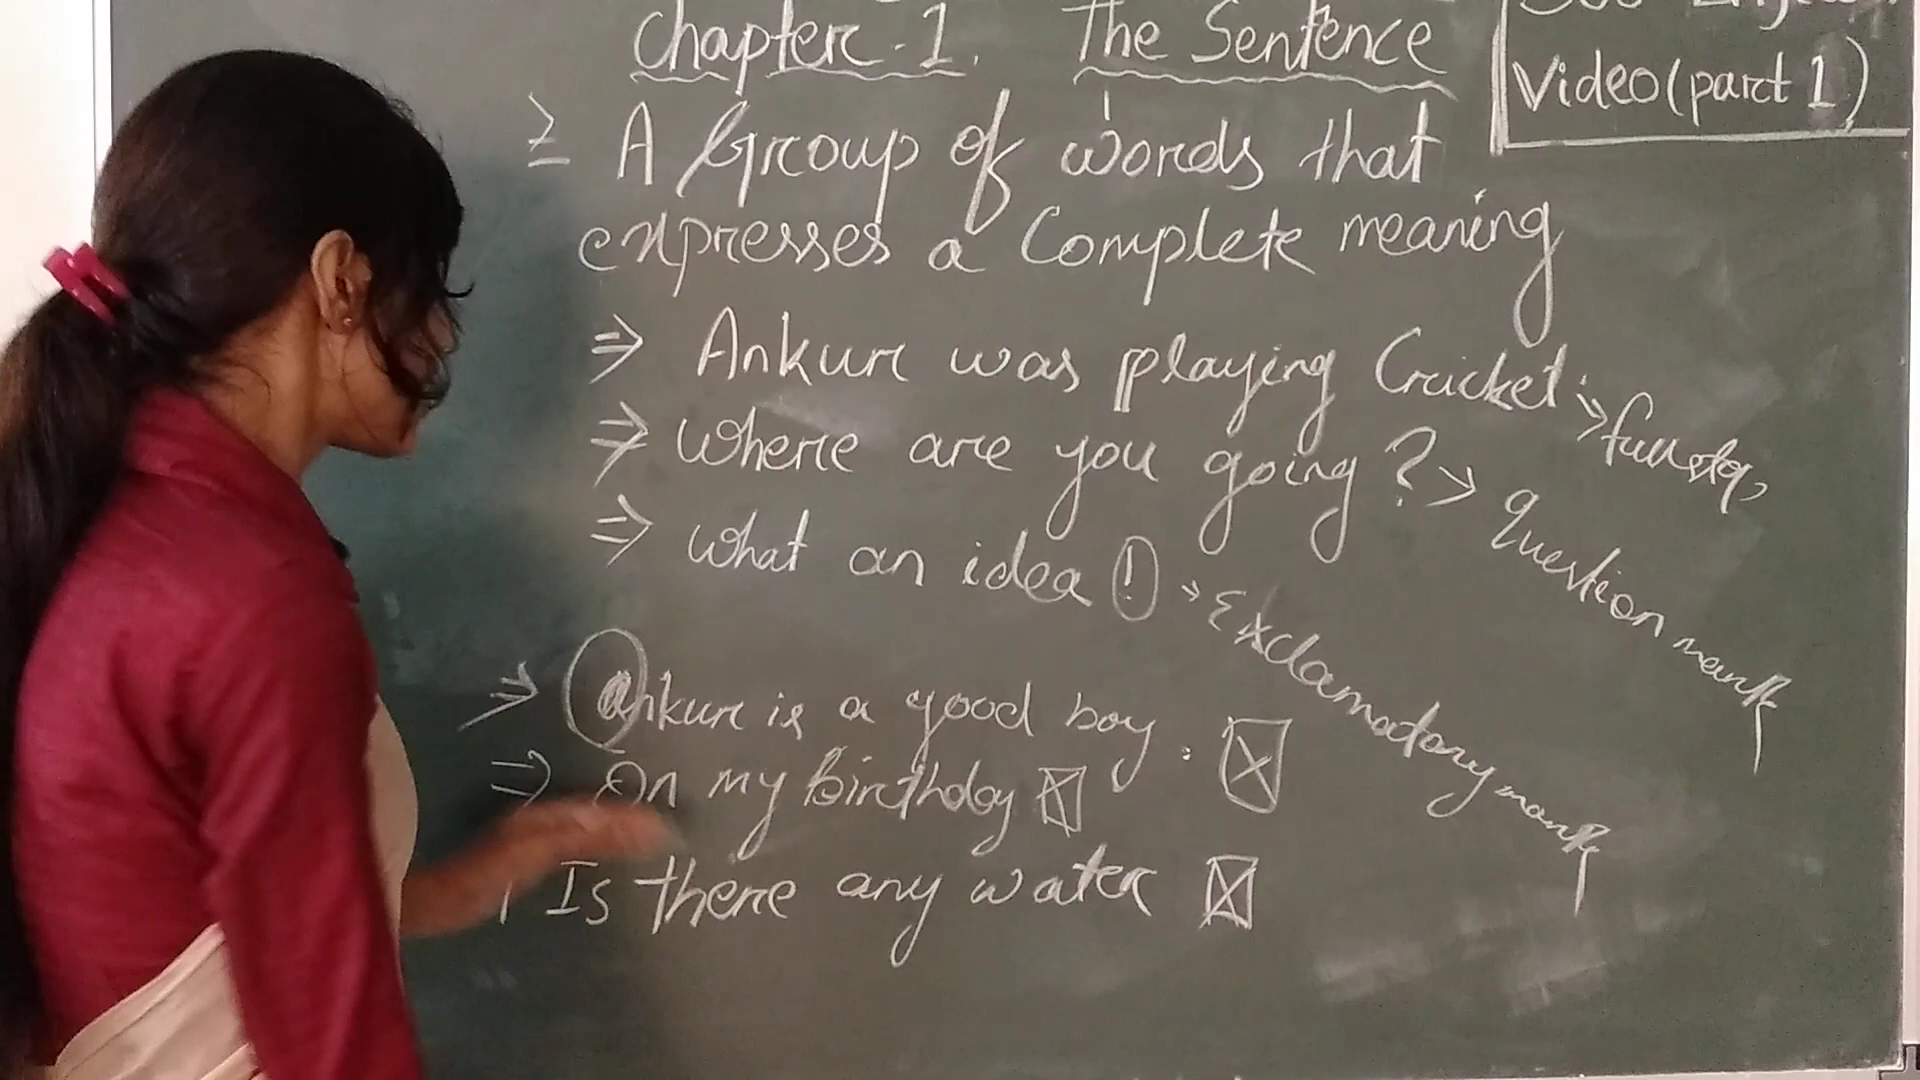 Chapter-1. The Sentence
Video (part 1)
A Group of words that
expresses a Complete meaning
⇒ Ankur was playing Cricket. → fullstop
⇒ Where are you going ? → question mark
⇒ What an idea ! → Exclamatory mark
⇒ ankur is a good boy. ☒
⇒ On my Birthday ☒
Is there any water ☒